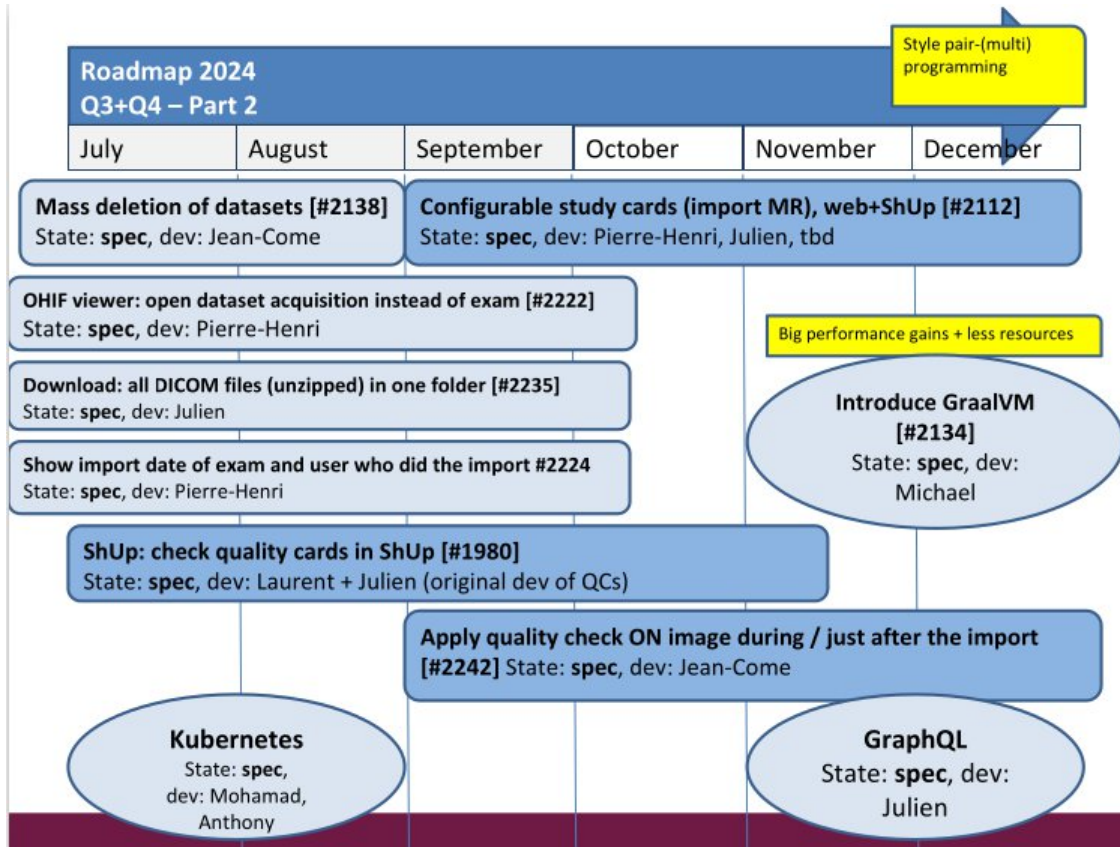 Style pair-(multi)
programming
Roadmap 2024
Q3+Q4 – Part 2
July August September October November December
Mass deletion of datasets [#2138]
State: spec, dev: Jean-Come
Configurable study cards (import MR), web+ShUp [#2112]
State: spec, dev: Pierre-Henri, Julien, tbd
OHIF viewer: open dataset acquisition instead of exam [#2222]
State: spec, dev: Pierre-Henri
Big performance gains + less resources
Download: all DICOM files (unzipped) in one folder [#2235]
State: spec, dev: Julien
Introduce GraalVM
[#2134]
State: spec, dev:
Michael
Show import date of exam and user who did the import #2224
State: spec, dev: Pierre-Henri
ShUp: check quality cards in ShUp [#1980]
State: spec, dev: Laurent + Julien (original dev of QCs)
Apply quality check ON image during / just after the import
[#2242] State: spec, dev: Jean-Come
Kubernetes
State: spec,
dev: Mohamad,
Anthony
GraphQL
State: spec, dev:
Julien